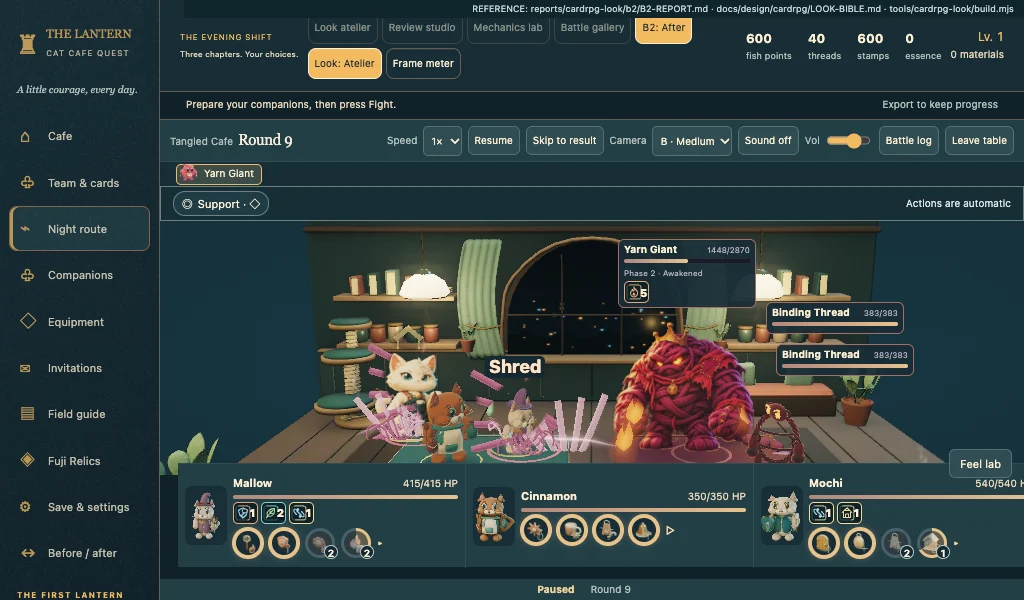 REFERENCE: reports/cardrpg-look/b2/B2-REPORT.md · docs/design/cardrpg/LOOK-BIBLE.md · tools/cardrpg-look/build.mjs
THE LANTERN
CAT CAFE QUEST
A little courage, every day.
Cafe
Team & cards
Night route
Companions
Equipment
Invitations
Field guide
Fuji Relics
Save & settings
Before / after
THE FIRST LANTERN
THE EVENING SHIFT
Three chapters. Your choices.
Look atelier
Review studio
Mechanics lab
Battle gallery
B2: After
Look: Atelier
Frame meter
600 fish points
40 threads
600 stamps
0 essence
Lv. 1
0 materials
Prepare your companions, then press Fight.
Export to keep progress
Tangled Cafe Round 9
Speed 1x Resume Skip to result Camera B · Medium Sound off Vol Battle log Leave table
Yarn Giant
Support ·
Actions are automatic
Yarn Giant 1448/2870
Phase 2 · Awakened
5
Binding Thread 383/383
Binding Thread 383/383
Shred
Feel lab
Mallow 415/415 HP
1 2 1
2 2
Cinnamon 350/350 HP
Mochi 540/540 H
1 1
2 1
Paused Round 9